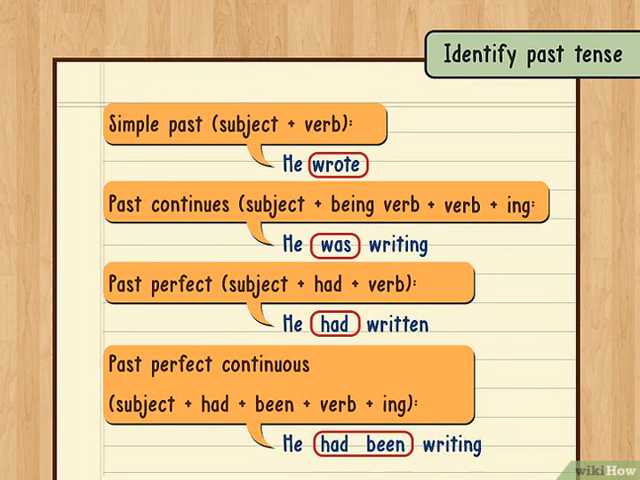 Identify past tense
Simple past (subject + verb):
He wrote
Past continues (subject + being verb + verb + ing:
He was writing
Past perfect (subject + had + verb):
He had written
Past perfect continuous
(subject + had + been + verb + ing):
He had been writing
wikiHow